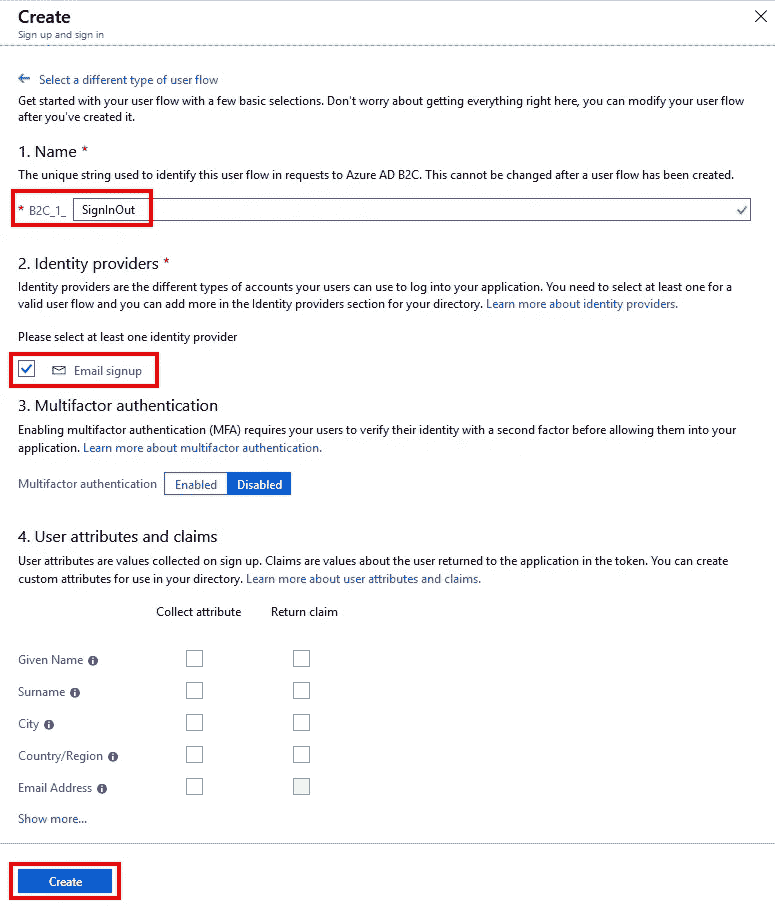 Create
Sign up and sign in
Select a different type of user flow
Get started with your user flow with a few basic selections. Don't worry about getting everything right here, you can modify your user flow
after you've created it.
1. Name *
The unique string used to identify this user flow in requests to Azure AD B2C. This cannot be changed after a user flow has been created.
* B2C_1_ SignInOut
2. Identity providers *
Identity providers are the different types of accounts your users can use to log into your application. You need to select at least one for a
valid user flow and you can add more in the Identity providers section for your directory. Learn more about identity providers.
Please select at least one identity provider
Email signup
3. Multifactor authentication
Enabling multifactor authentication (MFA) requires your users to verify their identity with a second factor before allowing them into your
application. Learn more about multifactor authentication.
Multifactor authentication Enabled Disabled
4. User attributes and claims
User attributes are values collected on sign up. Claims are values about the user returned to the application in the token. You can create
custom attributes for use in your directory. Learn more about user attributes and claims.
Collect attribute Return claim
Given Name
Surname
City
Country/Region
Email Address
Show more...
Create